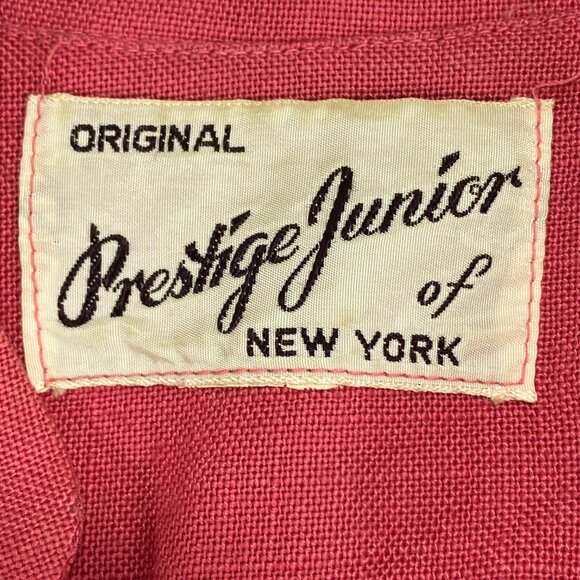 ORIGINAL
Prestige Junior
of
NEW YORK